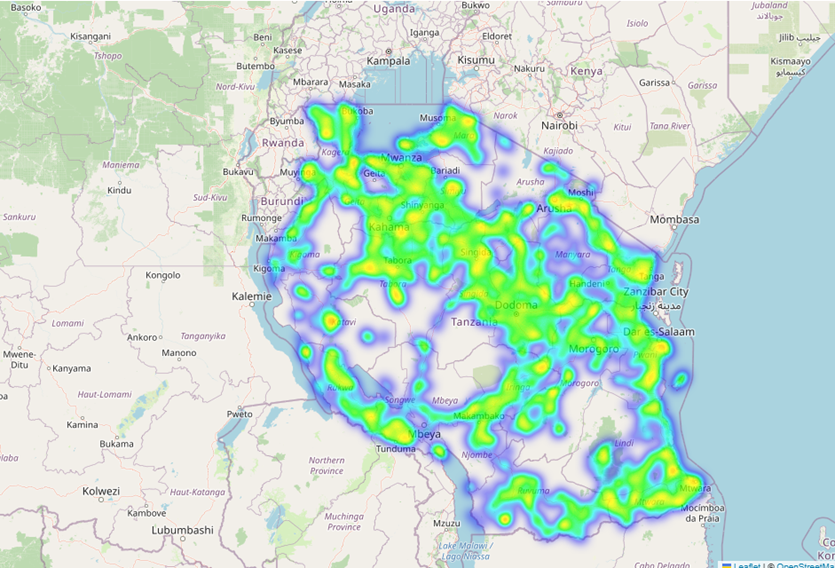 Uganda
Bukwo
Samburu
Jubaland
جوبالاند
Basoko
Kisangani
Tshopo
Beni
Butembo
Kasese
Iganga
Kampala
Eldoret
Kisumu
Isiolo
Jilib جيليب
Kismaayo
كيسمايو
Mbarara
Masaka
Nakuru
Kenya
Garissa
Garissa
Nord-Kivu
Byumba
Musoma
Narok
Nairobi
Kitui
Tana River
Rwanda
Kagera
Mwanza
Kajiado
Maniema
Bukavu
Geita
Bariadi
Kindu
Sud-Kivu
Burundi
Shinyanga
Arusha
Moshi
Sankuru
Rumonge
Kahama
Arusha
Mombasa
Makamba
Kigoma
Tabora
Tabora
Singida
Manyara
Tanga
Kongolo
Kalemie
Handeni
Zanzibar City
مدينة زنجبار
Dodoma
Lomami
Tanganyika
Tanzania
Dar es-Salaam
Ankoro
Manono
Mwene-
Ditu
Kanyama
Morogoro
Pwani
Haut-Lomami
Rukwa
Iringa
Morogoro
Pweto
Songwe
Mbeya
Makambako
Kamina
Bukama
Mbeya
Tunduma
Njombe
Lindi
Kolwezi
Haut-Katanga
Northern
Province
Ruvuma
Mtwara
Mtwara
Kambove
Muchinga
Province
Mocimboa
da Praia
Lubumbashi
Mzuzu
Lake Malawi /
Lago Niassa
Cabo Delgado
Leaflet | © OpenStreetMa